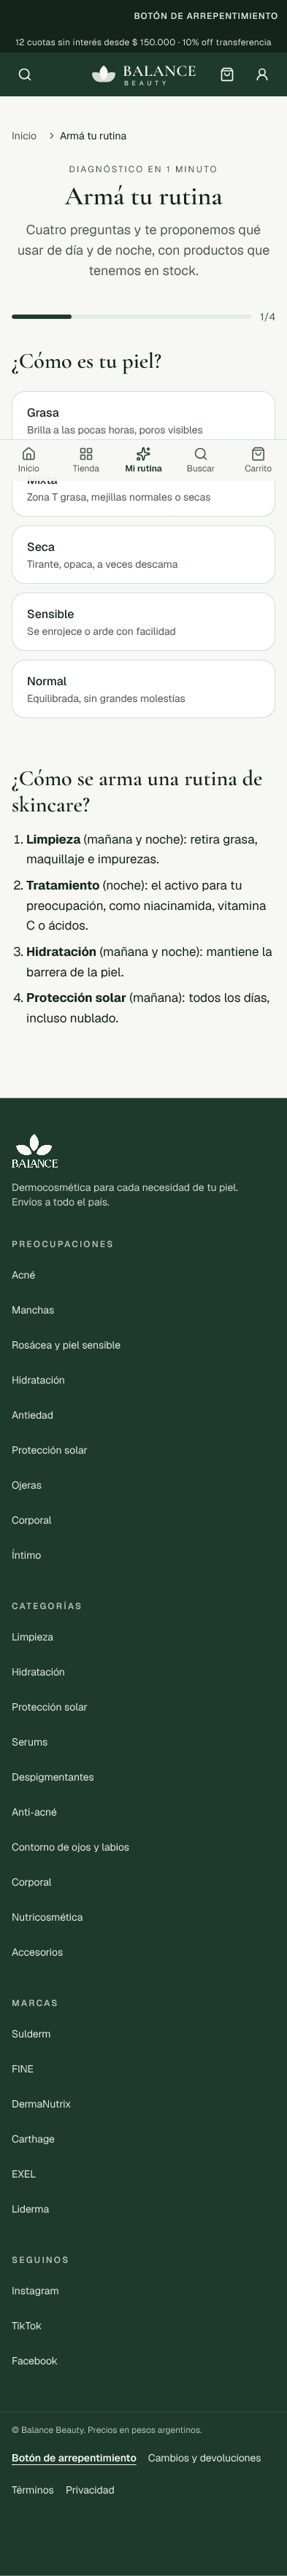 BOTÓN DE ARREPENTIMIENTO
12 cuotas sin interés desde $ 150.000 · 10% off transferencia
BALANCE
BEAUTY
Inicio > Armá tu rutina
DIAGNÓSTICO EN 1 MINUTO
Armá tu rutina
Cuatro preguntas y te proponemos qué
usar de día y de noche, con productos que
tenemos en stock.
1/4
¿Cómo es tu piel?
Grasa
Brilla a las pocas horas, poros visibles
Inicio
Tienda
Mi rutina
Buscar
Carrito
Mixta
Zona T grasa, mejillas normales o secas
Seca
Tirante, opaca, a veces descama
Sensible
Se enrojece o arde con facilidad
Normal
Equilibrada, sin grandes molestias
¿Cómo se arma una rutina de
skincare?
1. Limpieza (mañana y noche): retira grasa,
maquillaje e impurezas.
2. Tratamiento (noche): el activo para tu
preocupación, como niacinamida, vitamina
C o ácidos.
3. Hidratación (mañana y noche): mantiene la
barrera de la piel.
4. Protección solar (mañana): todos los días,
incluso nublado.
BALANCE
Dermocosmética para cada necesidad de tu piel.
Envíos a todo el país.
PREOCUPACIONES
Acné
Manchas
Rosácea y piel sensible
Hidratación
Antiedad
Protección solar
Ojeras
Corporal
Íntimo
CATEGORÍAS
Limpieza
Hidratación
Protección solar
Serums
Despigmentantes
Anti-acné
Contorno de ojos y labios
Corporal
Nutricosmética
Accesorios
MARCAS
Sulderm
FINE
DermaNutrix
Carthage
EXEL
Liderma
SEGUINOS
Instagram
TikTok
Facebook
© Balance Beauty. Precios en pesos argentinos.
Botón de arrepentimiento Cambios y devoluciones
Términos Privacidad